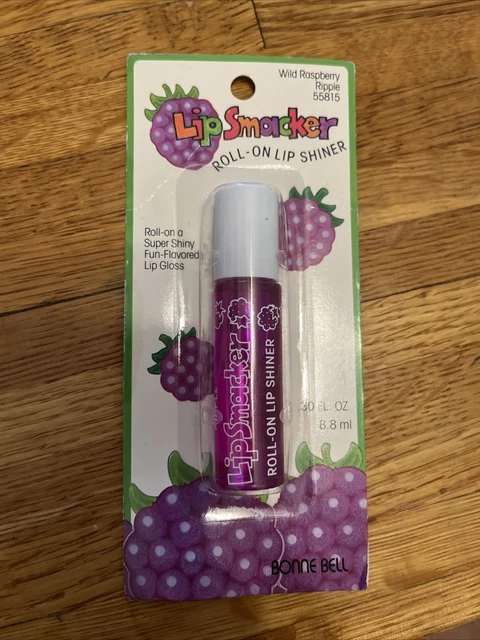 Wild Raspberry
Ripple
55815
Lip Smacker
ROLL-ON LIP SHINER
Roll-on a
Super Shiny
Fun-Flavored
Lip Gloss
Lip Smacker
ROLL-ON LIP SHINER
.30 FL. OZ.
8.8 ml
BONNE BELL